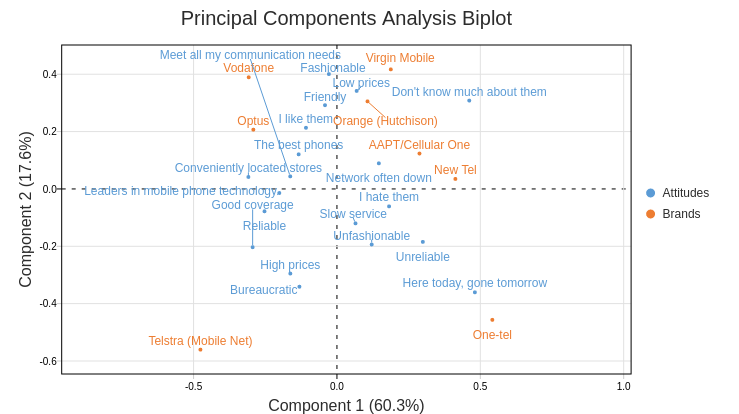 Principal Components Analysis Biplot
Meet all my communication needs
Virgin Mobile
Vodafone
Fashionable
0.4
Low prices
Don't know much about them
Friendly
Optus
I like them
Orange (Hutchison)
0.2
The best phones
AAPT/Cellular One
Conveniently located stores
New Tel
Network often down
0.0
Leaders in mobile phone technology
Attitudes
I hate them
Good coverage
Slow service
Brands
Reliable
Unfashionable
-0.2
Unreliable
High prices
Here today, gone tomorrow
Bureaucratic
-0.4
One-tel
Telstra (Mobile Net)
-0.6
-0.5
0.0
0.5
1.0
Component 1 (60.3%)
Component 2 (17.6%)